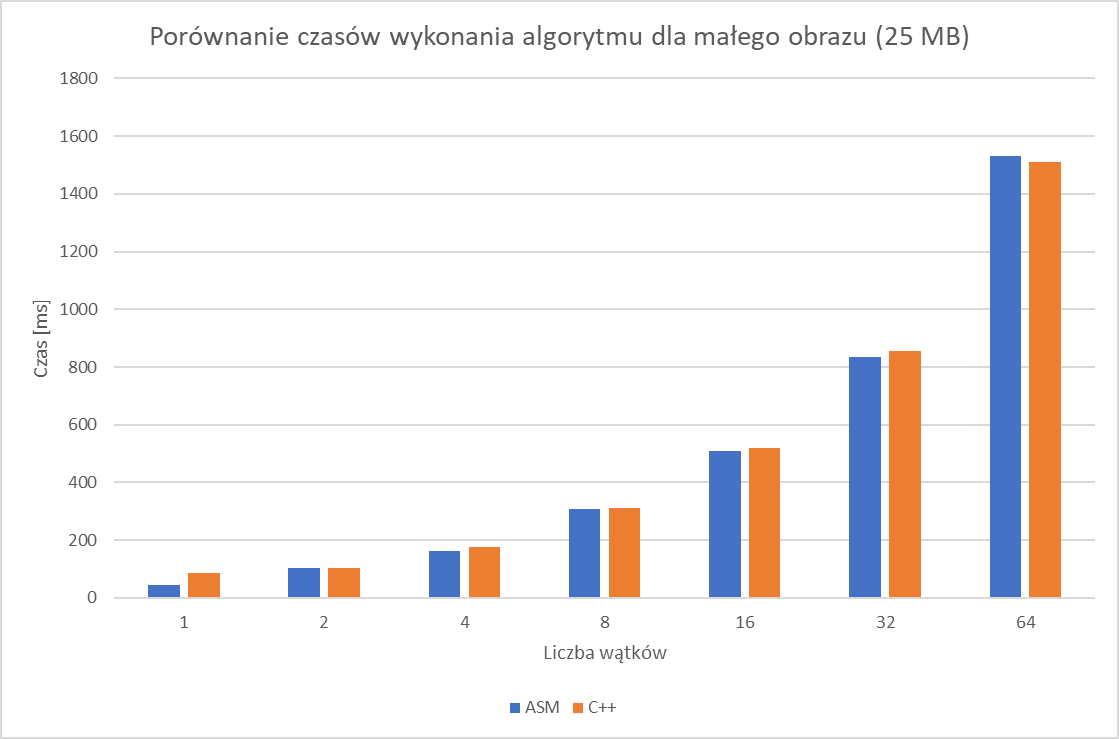 Porównanie czasów wykonania algorytmu dla małego obrazu (25 MB)
1800
1600
1400
1200
1000
800
600
400
200
0
Czas [ms]
1 2 4 8 16 32 64
Liczba wątków
ASM C++